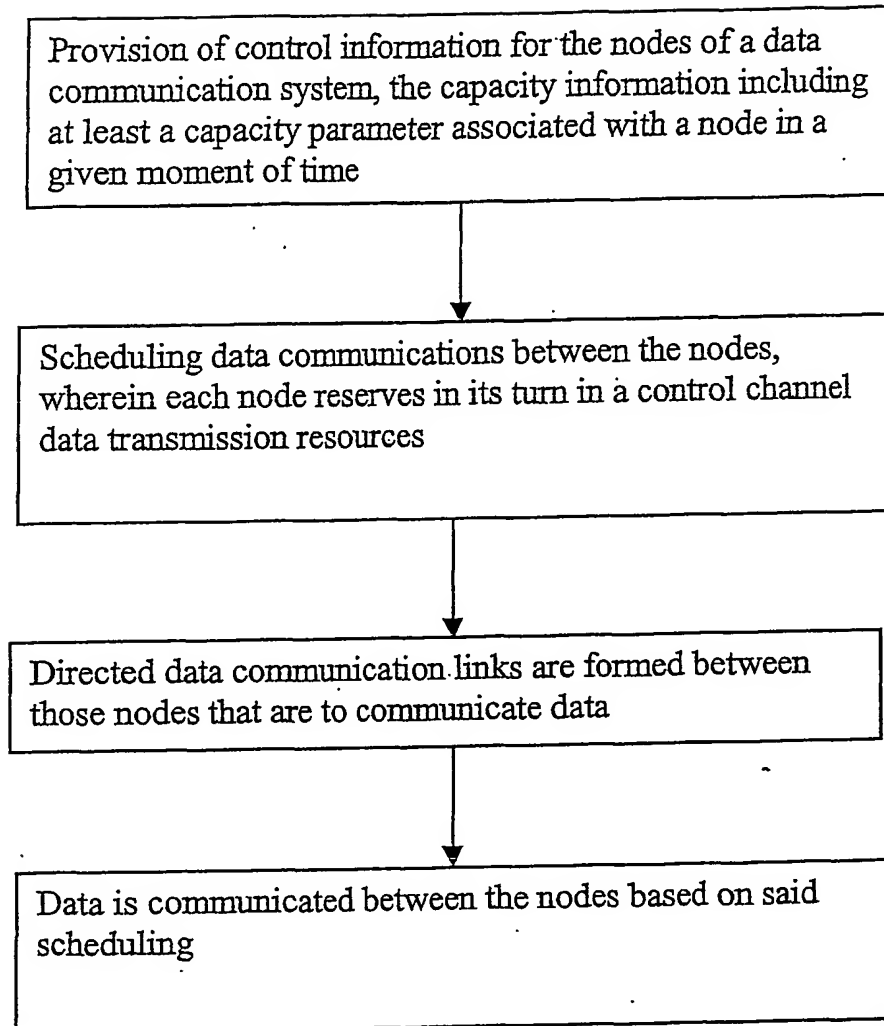 Provision of control information for the nodes of a data
communication system, the capacity information including
at least a capacity parameter associated with a node in a
given moment of time
Scheduling data communications between the nodes,
wherein each node reserves in its turn in a control channel
data transmission resources
Directed data communication links are formed between
those nodes that are to communicate data
Data is communicated between the nodes based on said
scheduling